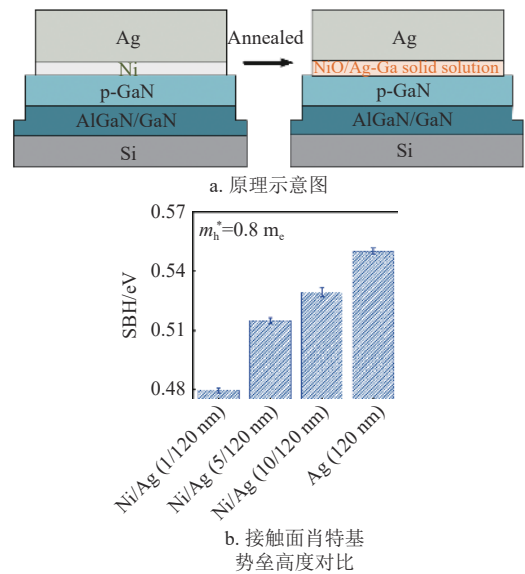 Ag
Ni
p-GaN
AlGaN/GaN
Si
Annealed
Ag
NiO/Ag-Ga solid solution
p-GaN
AlGaN/GaN
Si
a. 原理示意图
0.57
0.54
0.51
0.48
SBH/eV
m*h=0.8 me
Ni/Ag (1/120 nm)
Ni/Ag (5/120 nm)
Ni/Ag (10/120 nm)
Ag (120 nm)
b. 接触面肖特基
势垒高度对比